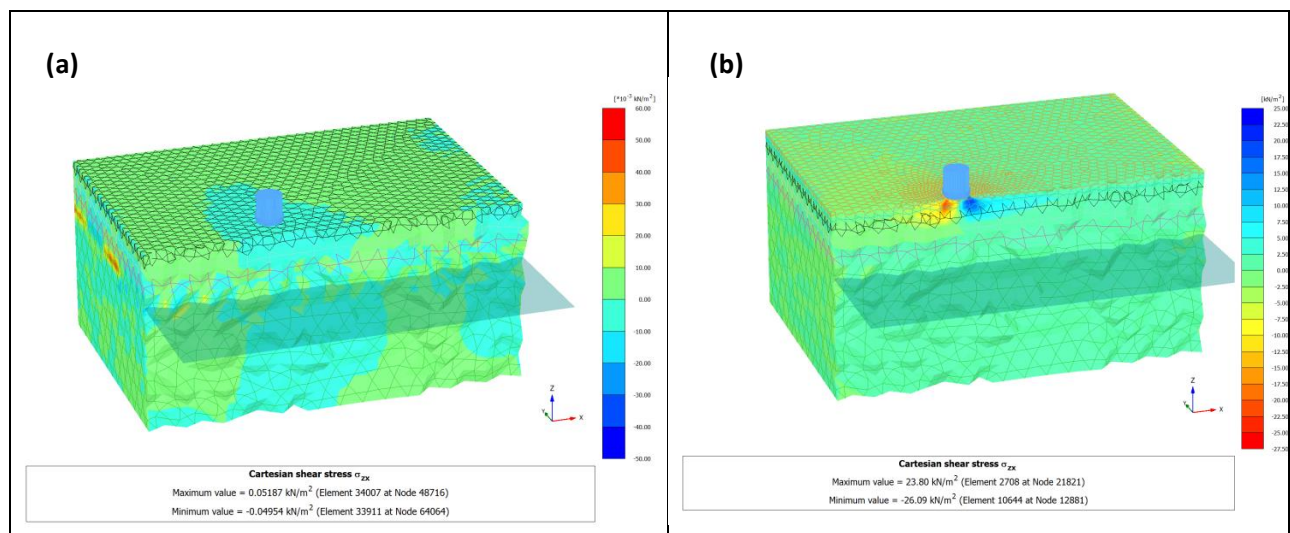 (a)
[*10⁻³ kN/m²]
60.00
50.00
40.00
30.00
20.00
10.00
0.00
-10.00
-20.00
-30.00
-40.00
-50.00
Z
Y
X
Cartesian shear stress σzx
Maximum value = 0.05187 kN/m² (Element 34007 at Node 48716)
Minimum value = -0.04954 kN/m² (Element 33911 at Node 64064)
(b)
[kN/m²]
25.00
22.50
20.00
17.50
15.00
12.50
10.00
7.50
5.00
2.50
0.00
-2.50
-5.00
-7.50
-10.00
-12.50
-15.00
-17.50
-20.00
-22.50
-25.00
-27.50
Z
Y
X
Cartesian shear stress σzx
Maximum value = 23.80 kN/m² (Element 2708 at Node 21821)
Minimum value = -26.09 kN/m² (Element 10644 at Node 12881)